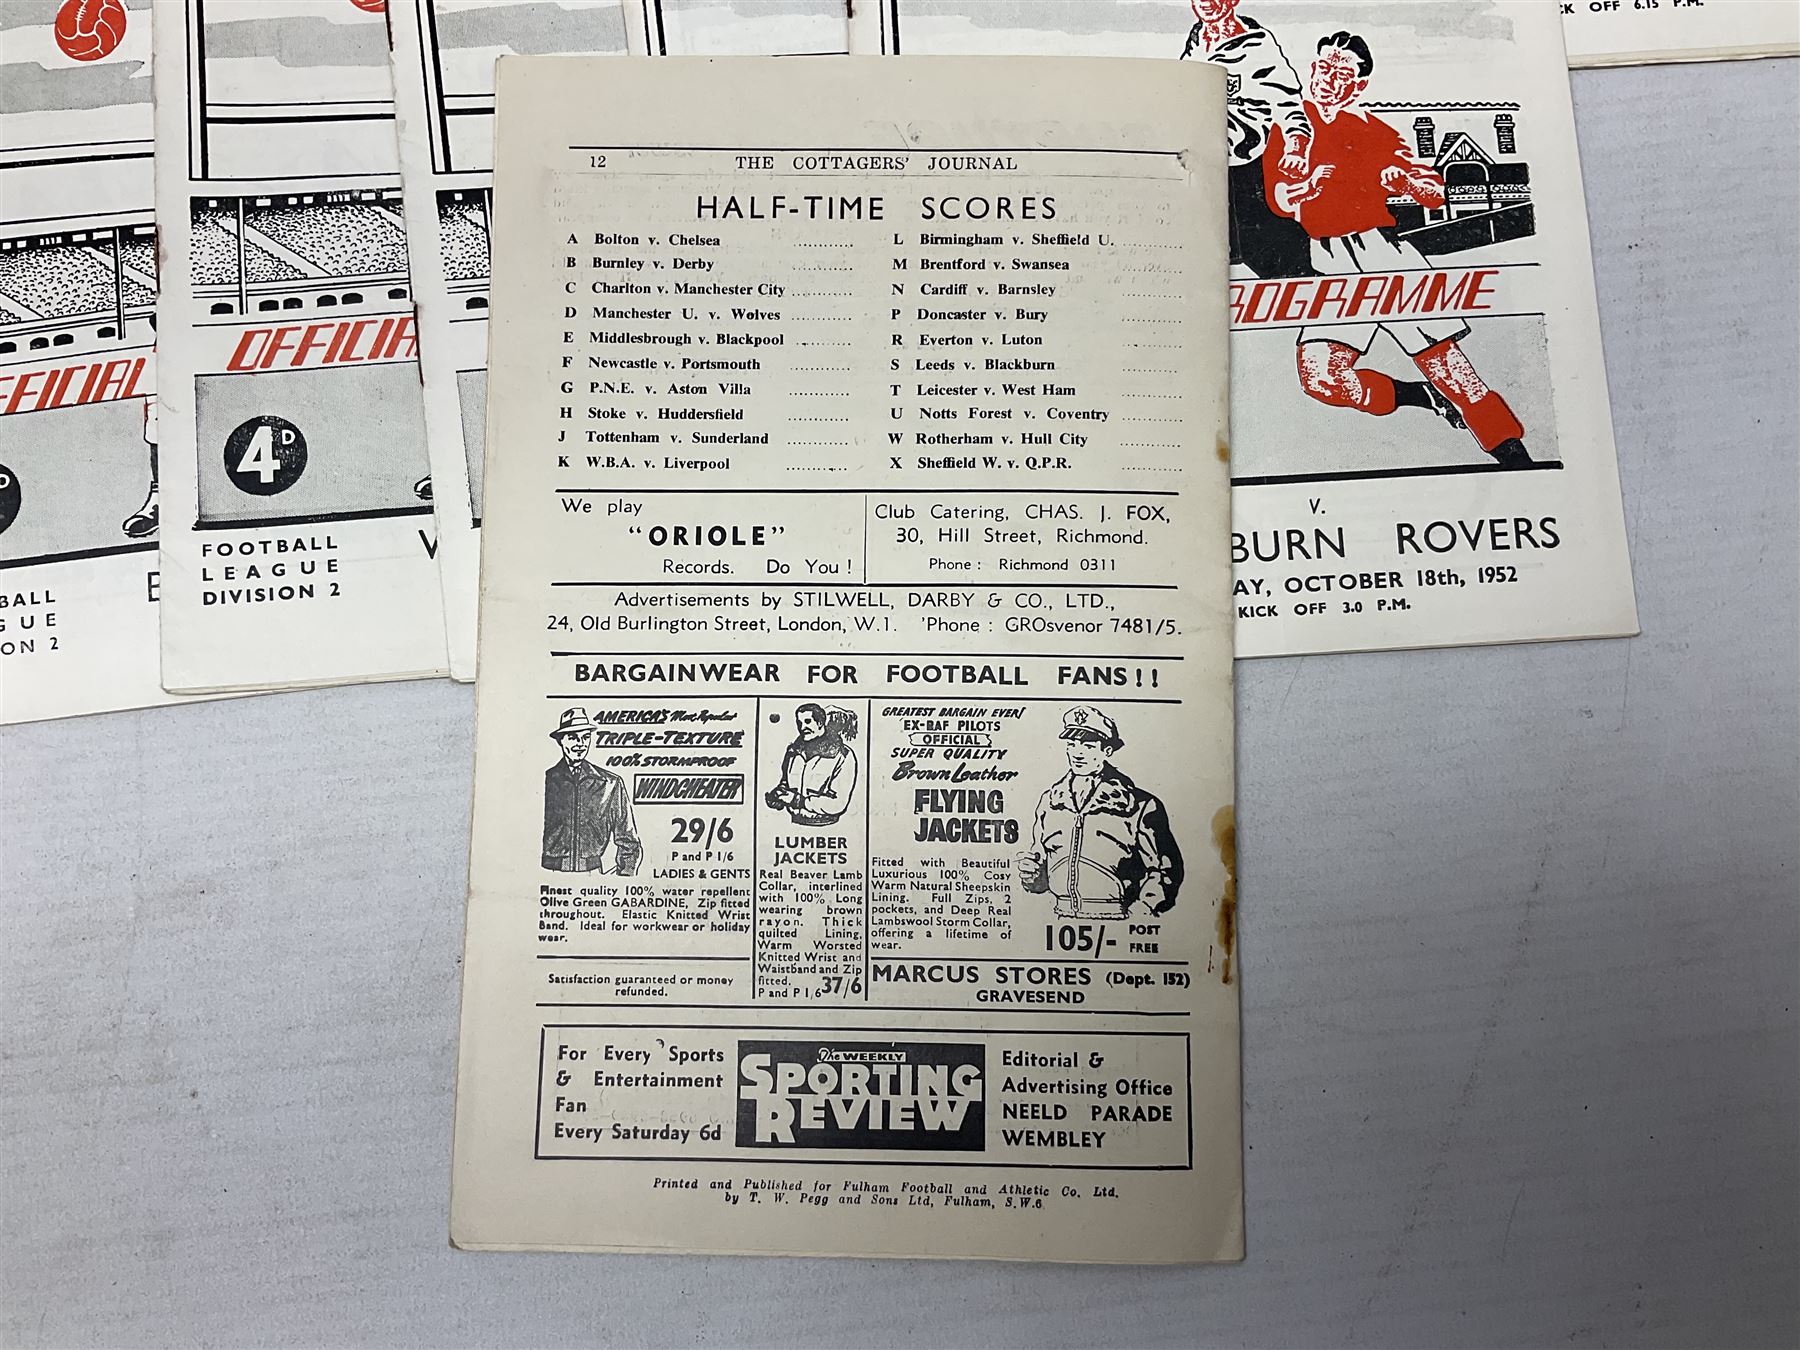 12 THE COTTAGERS' JOURNAL
HALF-TIME SCORES
A Bolton v. Chelsea ............
B Burnley v. Derby ............
C Charlton v. Manchester City ............
D Manchester U. v. Wolves ............
E Middlesbrough v. Blackpool ............
F Newcastle v. Portsmouth ............
G P.N.E. v. Aston Villa ............
H Stoke v. Huddersfield ............
J Tottenham v. Sunderland ............
K W.B.A. v. Liverpool ............
L Birmingham v. Sheffield U. ............
M Brentford v. Swansea ............
N Cardiff v. Barnsley ............
P Doncaster v. Bury ............
R Everton v. Luton ............
S Leeds v. Blackburn ............
T Leicester v. West Ham ............
U Notts Forest v. Coventry ............
W Rotherham v. Hull City ............
X Sheffield W. v. Q.P.R. ............
We play
"ORIOLE"
Records. Do You !
Club Catering, CHAS. J. FOX,
30, Hill Street, Richmond.
Phone : Richmond 0311
Advertisements by STILWELL, DARBY & CO., LTD.,
24, Old Burlington Street, London, W.1. 'Phone : GROsvenor 7481/5.
BARGAINWEAR FOR FOOTBALL FANS!!
AMERICA'S Most Popular
TRIPLE-TEXTURE
100% STORMPROOF
WINDCHEATER
29/6
P and P 1/6
LADIES & GENTS
Finest quality 100% water repellent
Olive Green GABARDINE, Zip fitted
throughout. Elastic Knitted Wrist
Band. Ideal for workwear or holiday
wear.
Satisfaction guaranteed or money
refunded.
LUMBER
JACKETS
Real Beaver Lamb
Collar, interlined
with 100% Long
wearing brown
rayon. Thick
quilted Lining,
Warm Worsted
Knitted Wrist and
Waistband and Zip
fitted. 37/6
P and P 1/6
GREATEST BARGAIN EVER!
EX-RAF PILOTS
OFFICIAL
SUPER QUALITY
Brown Leather
FLYING
JACKETS
Fitted with Beautiful
Luxurious 100% Cosy
Warm Natural Sheepskin
Lining. Full Zips, 2
pockets, and Deep Real
Lambswool Storm Collar,
offering a lifetime of
wear.
105/- POST
FREE
MARCUS STORES (Dept. 152)
GRAVESEND
For Every Sports
& Entertainment
Fan
Every Saturday 6d
The WEEKLY
SPORTING
REVIEW
Editorial &
Advertising Office
NEELD PARADE
WEMBLEY
Printed and Published for Fulham Football and Athletic Co. Ltd.
by T. W. Pegg and Sons Ltd, Fulham, S.W.6
FICIAL
BALL
GUE
ON 2
OFFICIA
4D
FOOTBALL
LEAGUE
DIVISION 2
V
ROGRAMME
V.
BURN ROVERS
AY, OCTOBER 18th, 1952
KICK OFF 3.0 P.M.
CK OFF 6.15 P.M.